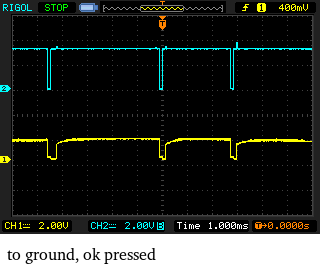 RIGOL STOP T 1 400mV
T
2
1
CH1 2.00V CH2 2.00V B Time 1.000ms T→0.0000s
to ground, ok pressed